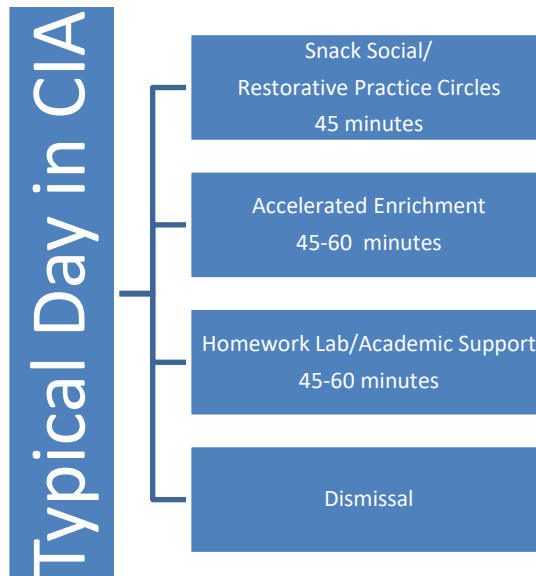 Typical Day in CIA
Snack Social/
Restorative Practice Circles
45 minutes
Accelerated Enrichment
45-60  minutes
Homework Lab/Academic Support
45-60 minutes
Dismissal